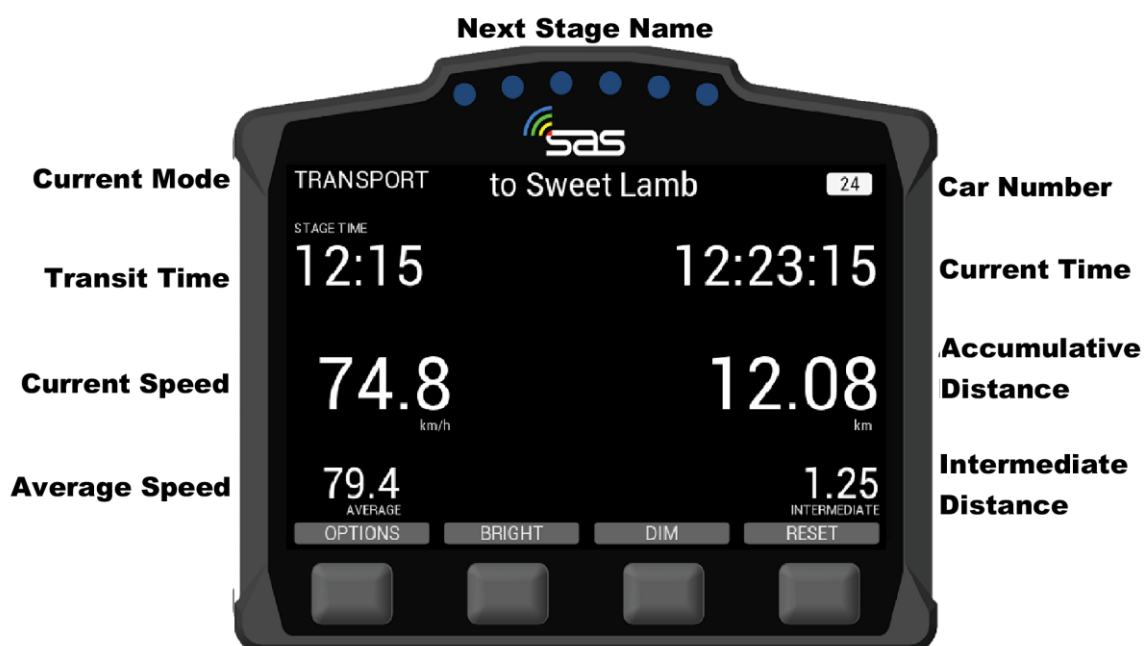 Next Stage Name
sas
Current Mode
TRANSPORT
to Sweet Lamb
24
Car Number
STAGE TIME
Transit Time
12:15
12:23:15
Current Time
Current Speed
74.8
km/h
12.08
km
Accumulative
Distance
Average Speed
79.4
AVERAGE
1.25
INTERMEDIATE
Intermediate
Distance
OPTIONS
BRIGHT
DIM
RESET